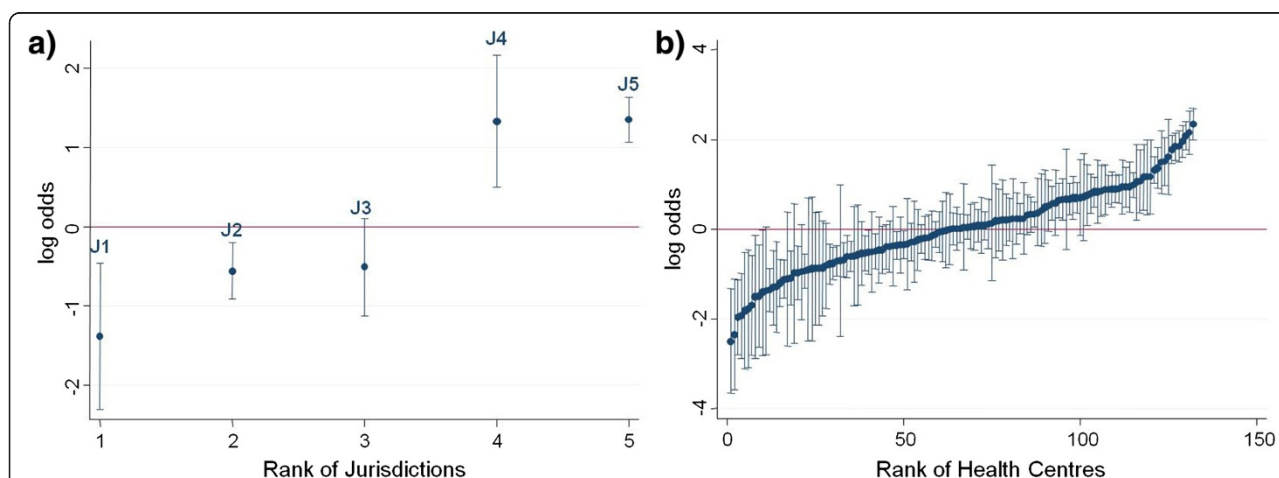 a)
J4
J5
J3
J2
J1
2
1
0
-1
-2
log odds
1 2 3 4 5
Rank of Jurisdictions
b)
4
2
0
-2
-4
log odds
0 50 100 150
Rank of Health Centres